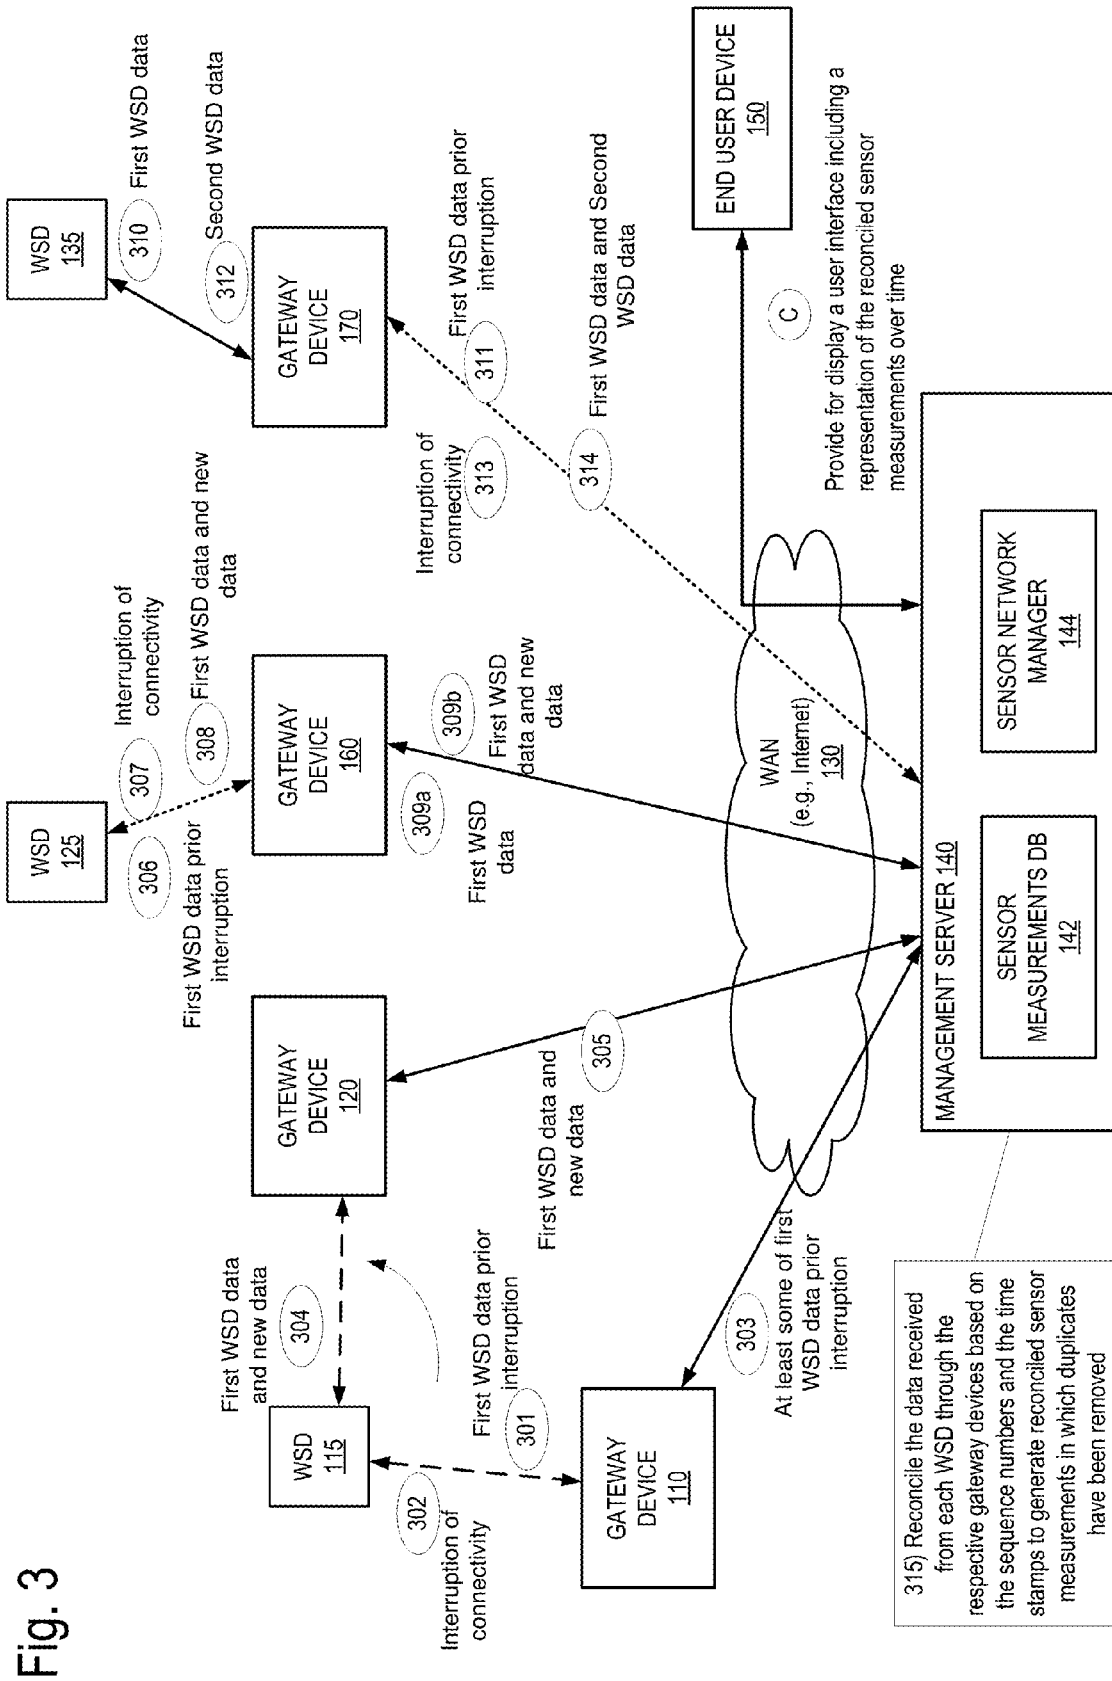 Fig. 3
WSD
115
302
Interruption of
connectivity
301
First WSD data prior
interruption
GATEWAY
DEVICE
110
First WSD data
and new data
304
GATEWAY
DEVICE
120
303
At least some of first
WSD data prior
interruption
First WSD data and
new data
305
WSD
125
306
First WSD data prior
interruption
307
Interruption of
connectivity
308
First WSD data and new
data
GATEWAY
DEVICE
160
309a
First WSD
data
309b
First WSD
data and new
data
WSD
135
310
First WSD data
312
Second WSD data
GATEWAY
DEVICE
170
311
First WSD data prior
interruption
Interruption of
connectivity
313
314
First WSD data and Second
WSD data
WAN
(e.g., Internet)
130
END USER DEVICE
150
C
Provide for display a user interface including a
representation of the reconciled sensor
measurements over time
MANAGEMENT SERVER 140
SENSOR
MEASUREMENTS DB
142
SENSOR NETWORK
MANAGER
144
315) Reconcile the data received
from each WSD through the
respective gateway devices based on
the sequence numbers and the time
stamps to generate reconciled sensor
measurements in which duplicates
have been removed